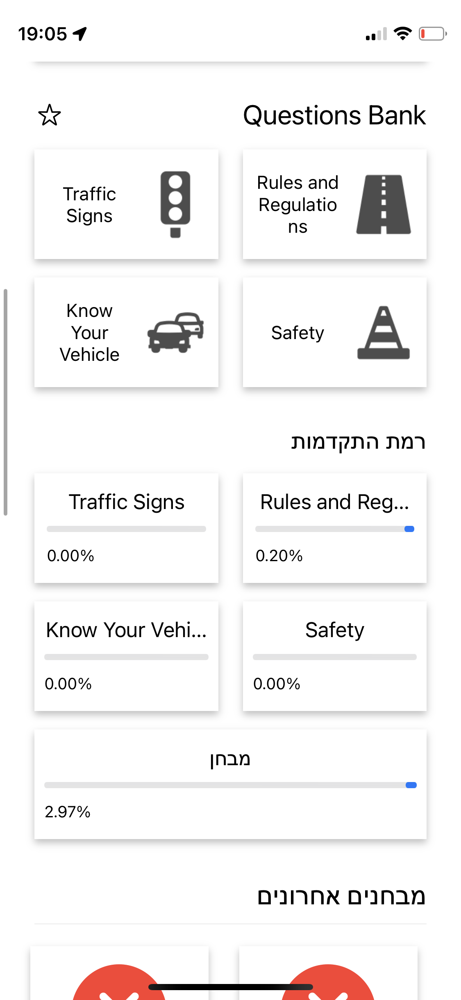 19:05
Questions Bank
Rules and
Regulatio
ns
Traffic
Signs
Safety
Know
Your
Vehicle
רמת התקדמות
Rules and Reg...
0.20%
Traffic Signs
0.00%
Safety
0.00%
Know Your Vehi...
0.00%
מבחן
2.97%
מבחנים אחרונים